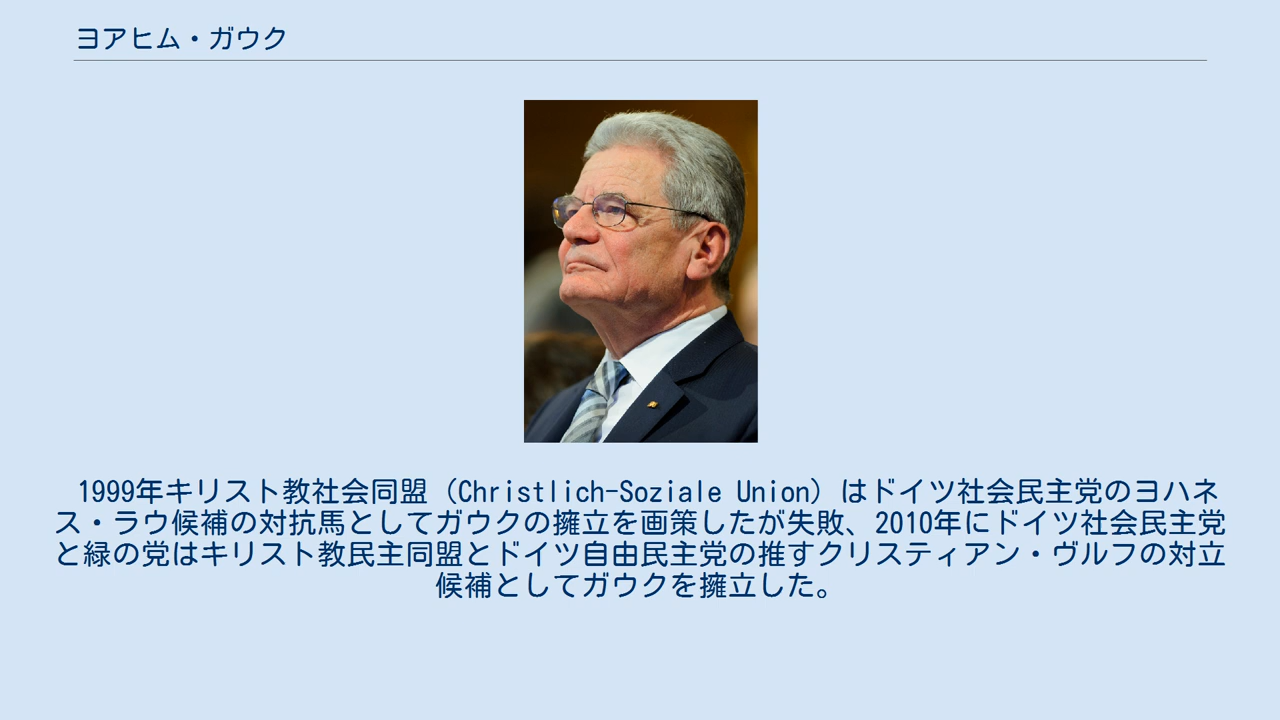 ヨアヒム・ガウク
1999年キリスト教社会同盟（Christlich-Soziale Union）はドイツ社会民主党のヨハネ
ス・ラウ候補の対抗馬としてガウクの擁立を画策したが失敗、2010年にドイツ社会民主党
と緑の党はキリスト教民主同盟とドイツ自由民主党の推すクリスティアン・ヴルフの対立
候補としてガウクを擁立した。